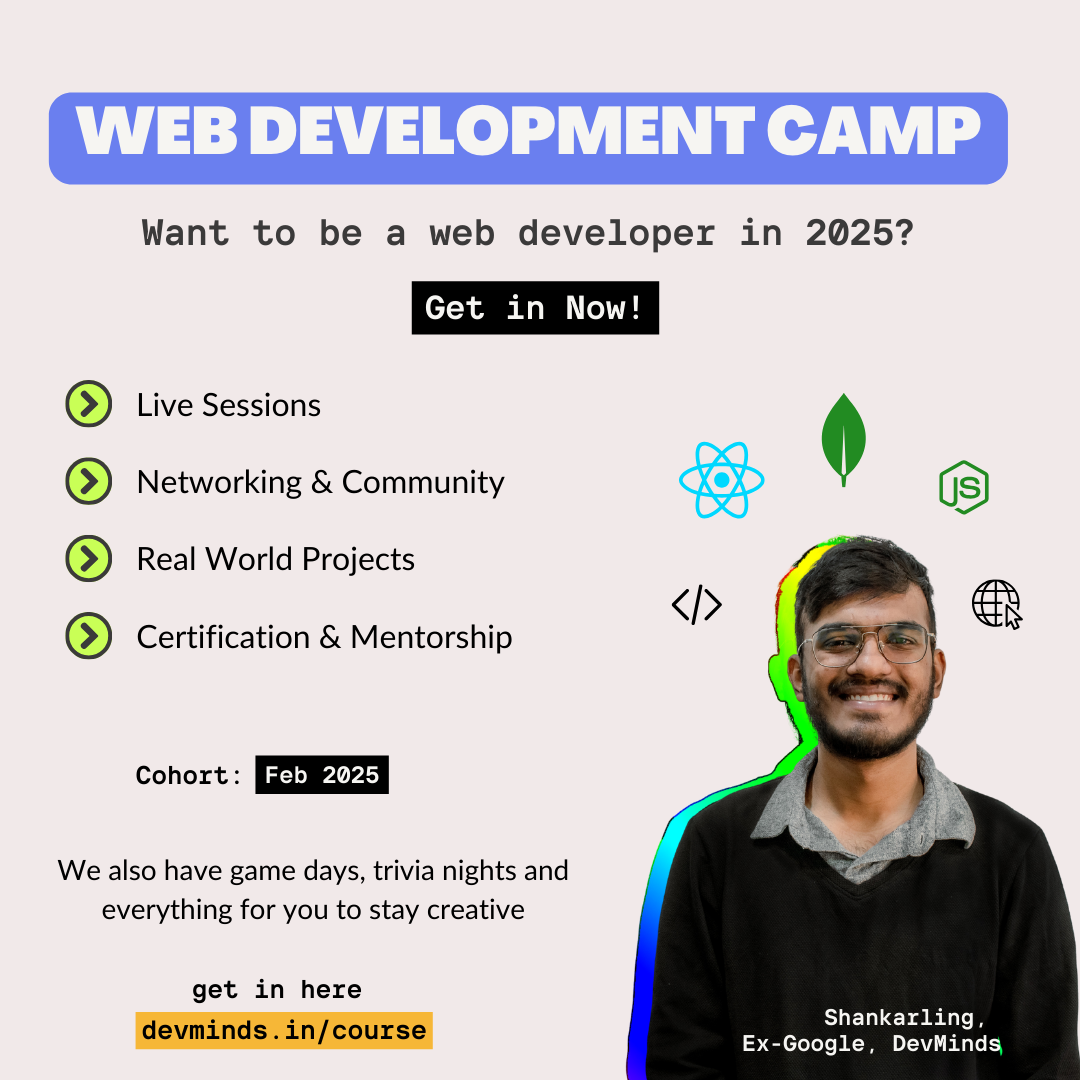 WEB DEVELOPMENT CAMP
Want to be a web developer in 2025?
Get in Now!
Live Sessions
Networking & Community
Real World Projects
Certification & Mentorship
JS
</>
Cohort: Feb 2025
We also have game days, trivia nights and
everything for you to stay creative
get in here
devminds.in/course
Shankarling,
Ex-Google, DevMinds